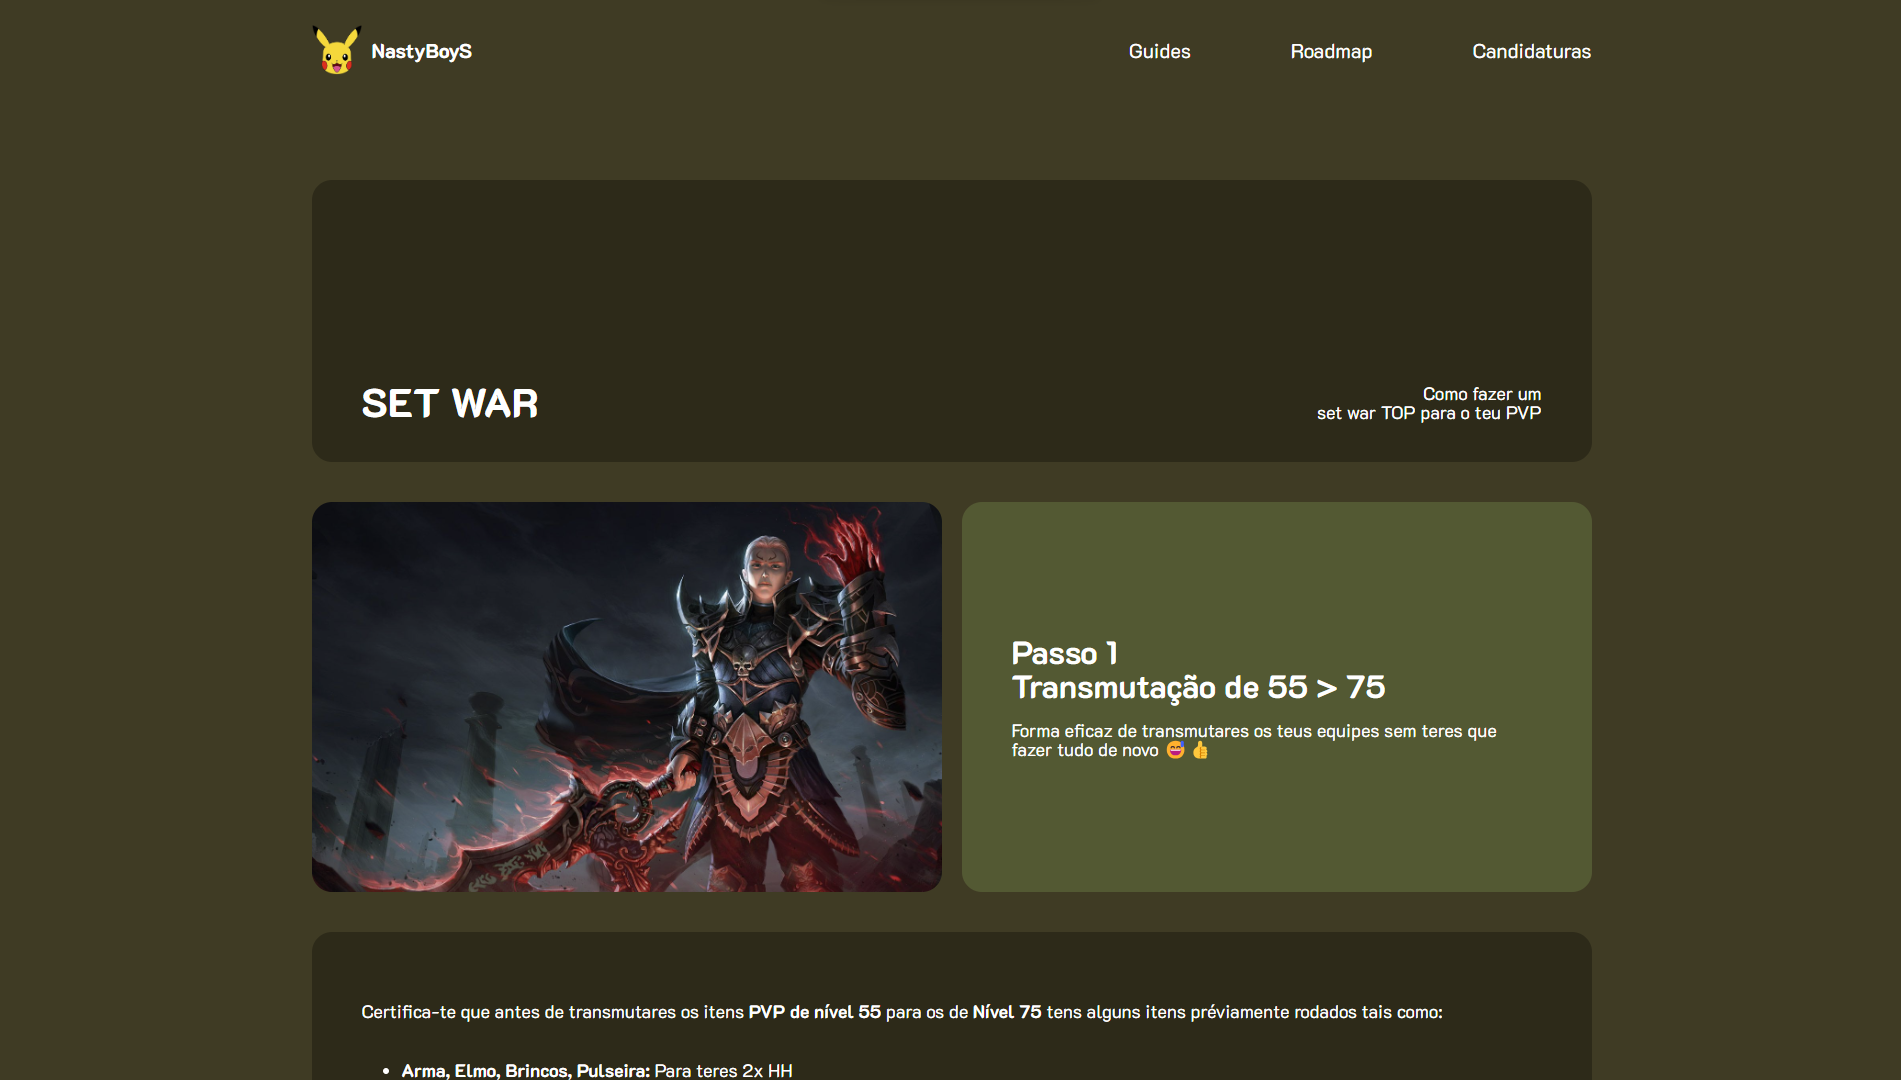 NastyBoyS
Guides
Roadmap
Candidaturas
SET WAR
Como fazer um
set war TOP para o teu PVP
Passo 1
Transmutação de 55 > 75
Forma eficaz de transmutares os teus equipes sem teres que
fazer tudo de novo 😅 👍
Certifica-te que antes de transmutares os itens PVP de nível 55 para os de Nível 75 tens alguns itens préviamente rodados tais como:
• Arma, Elmo, Brincos, Pulseira: Para teres 2x HH